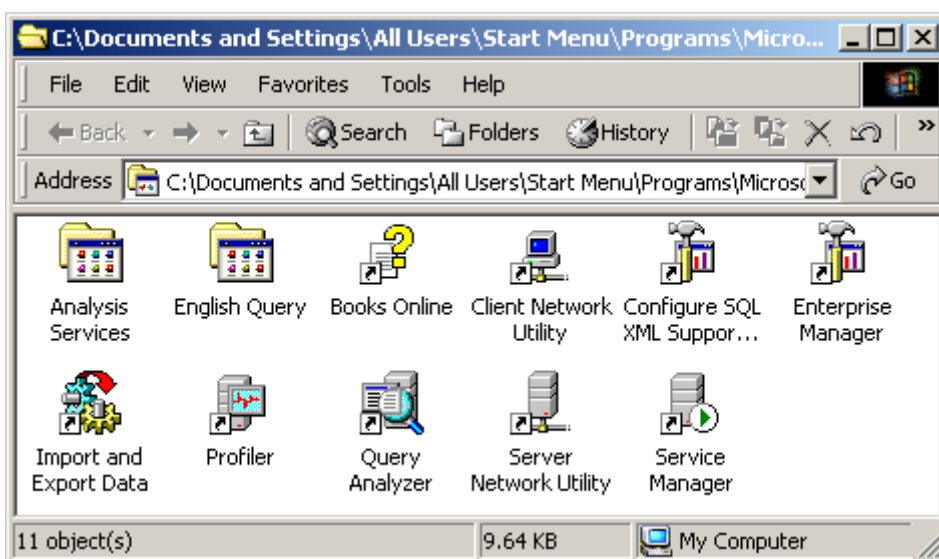 C:\Documents and Settings\All Users\Start Menu\Programs\Micro...
File Edit View Favorites Tools Help
Back Search Folders History »
Address C:\Documents and Settings\All Users\Start Menu\Programs\Microso Go
Analysis Services
English Query
Books Online
Client Network Utility
Configure SQL XML Suppor...
Enterprise Manager
Import and Export Data
Profiler
Query Analyzer
Server Network Utility
Service Manager
11 object(s) 9.64 KB My Computer